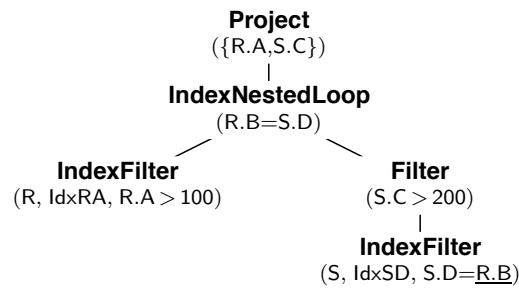 Project
({R.A,S.C})
IndexNestedLoop
(R.B=S.D)
IndexFilter
(R, IdxRA, R.A > 100)
Filter
(S.C > 200)
IndexFilter
(S, IdxSD, S.D=R.B)